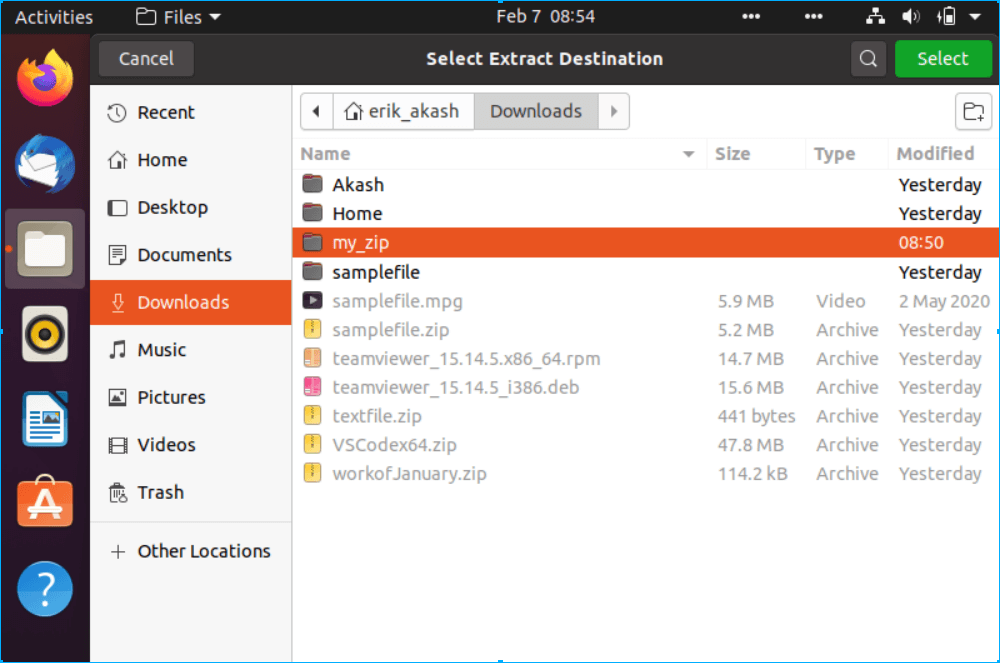 Activities Files Feb 7 08:54
Cancel Select Extract Destination Select
Recent
Home
Desktop
Documents
Downloads
Music
Pictures
Videos
Trash
Other Locations
erik_akash Downloads
Name Size Type Modified
Akash Yesterday
Home Yesterday
my_zip 08:50
samplefile Yesterday
samplefile.mpg 5.9 MB Video 2 May 2020
samplefile.zip 5.2 MB Archive Yesterday
teamviewer_15.14.5.x86_64.rpm 14.7 MB Archive Yesterday
teamviewer_15.14.5_i386.deb 15.6 MB Archive Yesterday
textfile.zip 441 bytes Archive Yesterday
VSCodex64.zip 47.8 MB Archive Yesterday
workofJanuary.zip 114.2 kB Archive Yesterday